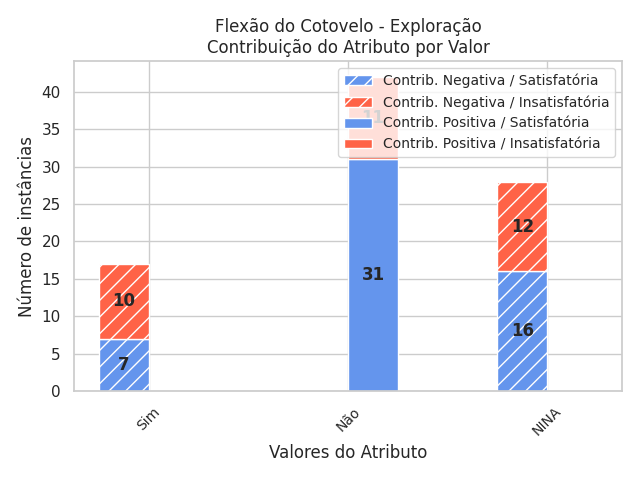 Flexão do Cotovelo - Exploração
Contribuição do Atributo por Valor
Contrib. Negativa / Satisfatória
Contrib. Negativa / Insatisfatória
Contrib. Positiva / Satisfatória
Contrib. Positiva / Insatisfatória
Número de instâncias
40
35
30
25
20
15
10
5
0
10
7
11
31
12
16
Sim
Não
NINA
Valores do Atributo